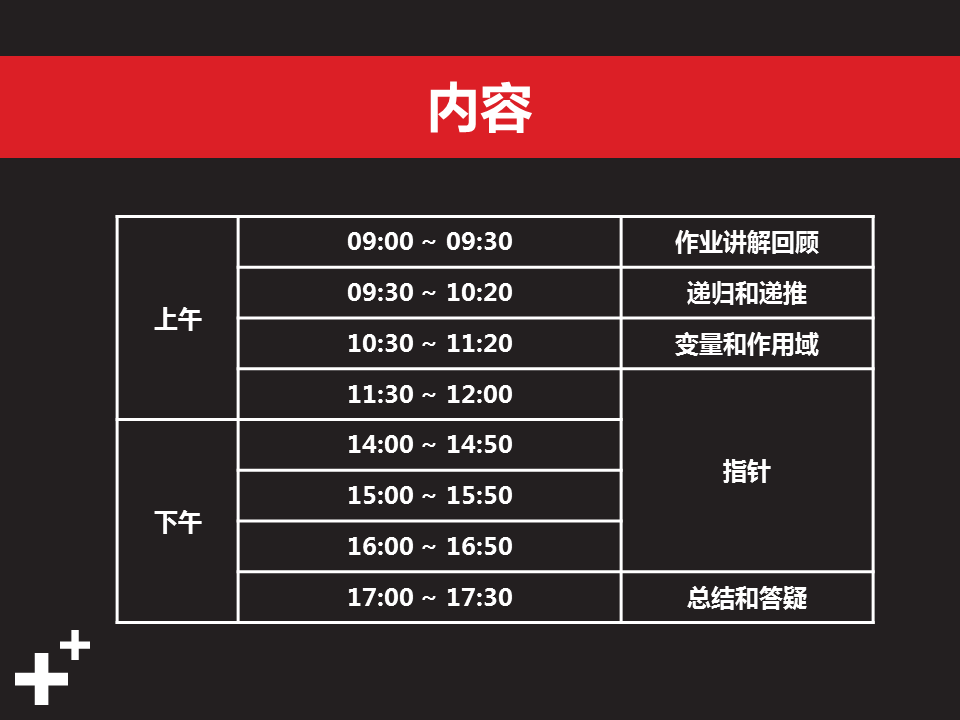 内容
上午
09:00 ~ 09:30
作业讲解回顾
09:30 ~ 10:20
递归和递推
10:30 ~ 11:20
变量和作用域
11:30 ~ 12:00
指针
下午
14:00 ~ 14:50
15:00 ~ 15:50
16:00 ~ 16:50
17:00 ~ 17:30
总结和答疑